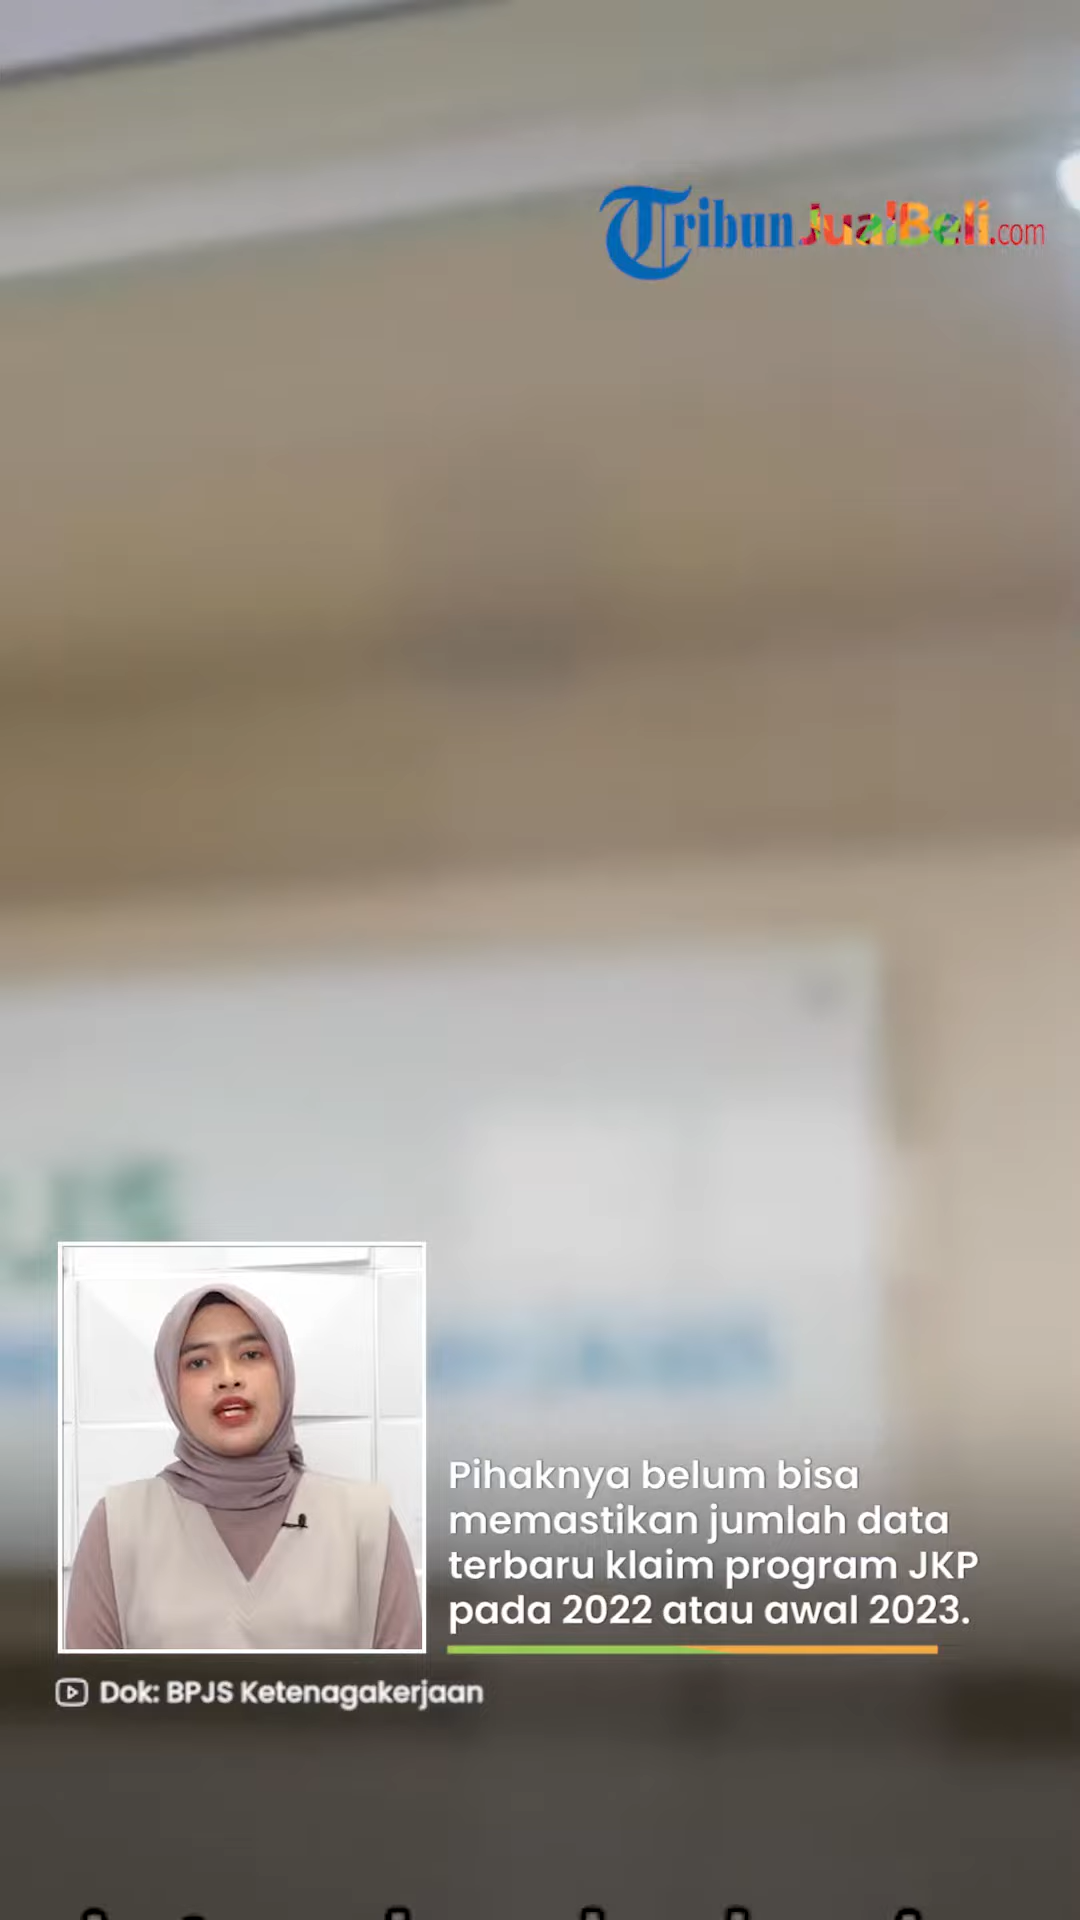 TribunJualBeli.com
Pihaknya belum bisa
memastikan jumlah data
terbaru klaim program JKP
pada 2022 atau awal 2023.
Dok: BPJS Ketenagakerjaan